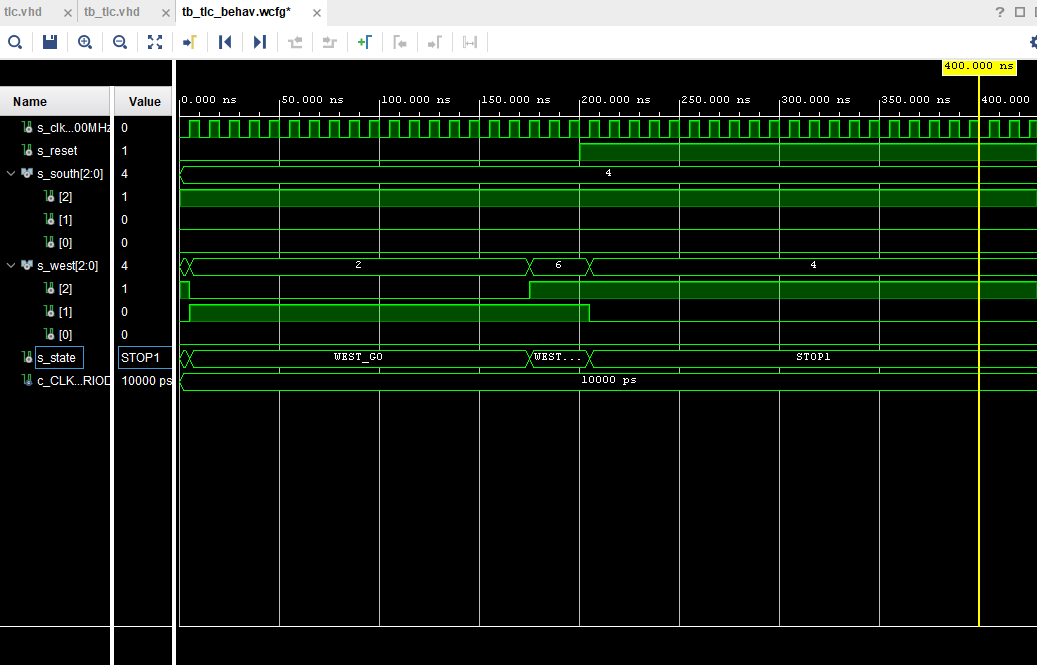 tlc.vhd × tb_tlc.vhd × tb_tlc_behav.wcfg* ×
?
400.000 ns
Name Value
0.000 ns 50.000 ns 100.000 ns 150.000 ns 200.000 ns 250.000 ns 300.000 ns 350.000 ns 400.000
s_clk...00MHz 0
s_reset 1
s_south[2:0] 4 4
[2] 1
[1] 0
[0] 0
s_west[2:0] 4 2 6 4
[2] 1
[1] 0
[0] 0
s_state STOP1 WEST_GO WEST... STOP1
c_CLK...RIOD 10000 ps 10000 ps